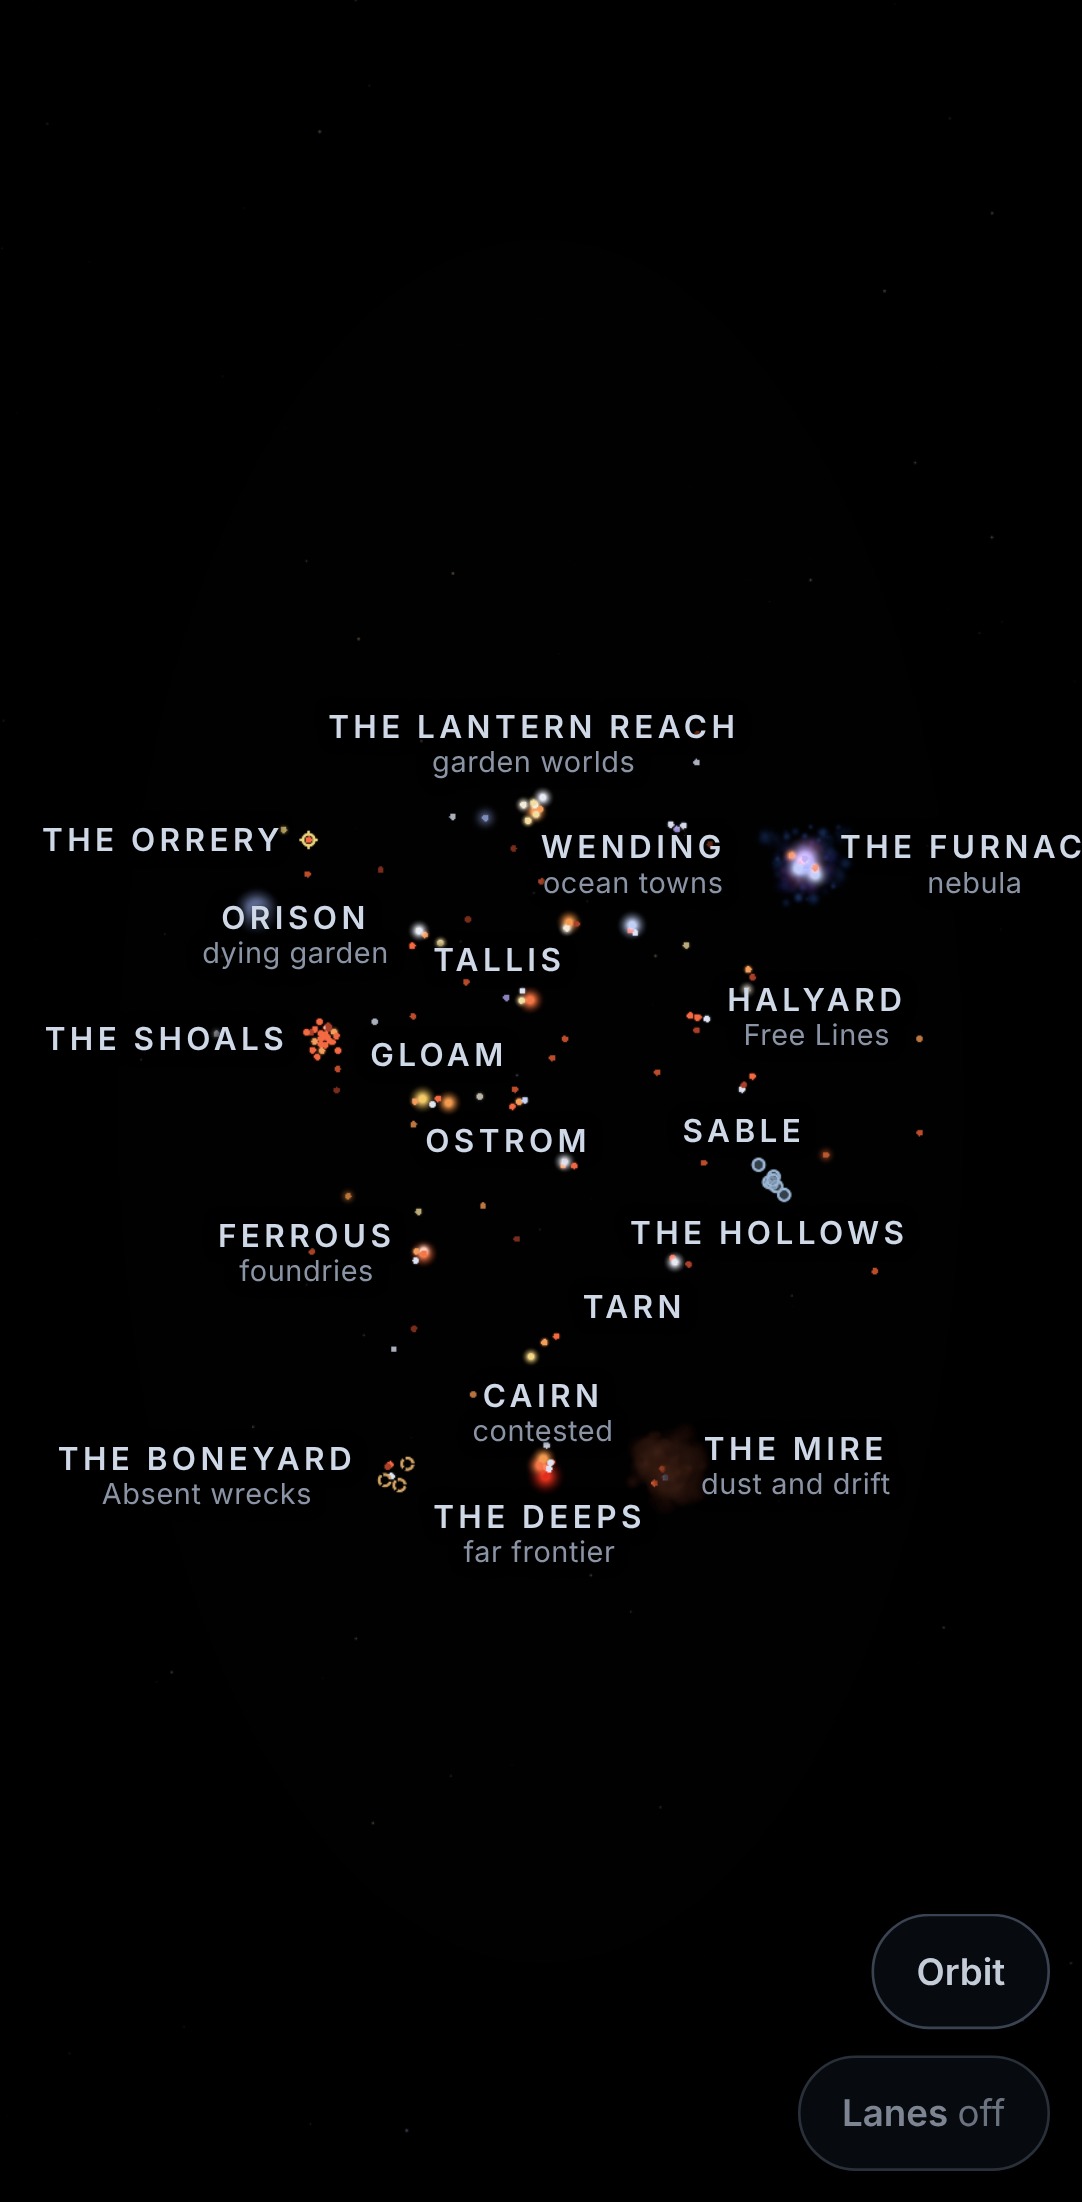 THE LANTERN REACH
garden worlds
THE ORRERY
WENDING
ocean towns
THE FURNAC
nebula
ORISON
dying garden
TALLIS
HALYARD
Free Lines
THE SHOALS
GLOAM
OSTROM
SABLE
FERROUS
foundries
THE HOLLOWS
TARN
CAIRN
contested
THE BONEYARD
Absent wrecks
THE MIRE
dust and drift
THE DEEPS
far frontier
Orbit
Lanes off